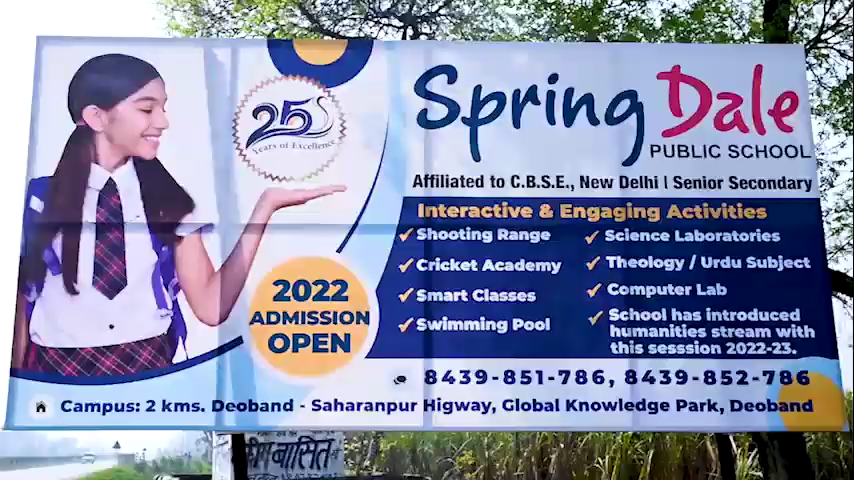 25
Years of Excellence
Spring Dale
PUBLIC SCHOOL
Affiliated to C.B.S.E., New Delhi | Senior Secondary
Interactive & Engaging Activities
Shooting Range
Cricket Academy
Smart Classes
Swimming Pool
Science Laboratories
Theology / Urdu Subject
Computer Lab
School has introduced
humanities stream with
this sesssion 2022-23.
2022
ADMISSION
OPEN
8439-851-786, 8439-852-786
Campus: 2 kms. Deoband - Saharanpur Higway, Global Knowledge Park, Deoband
बासित